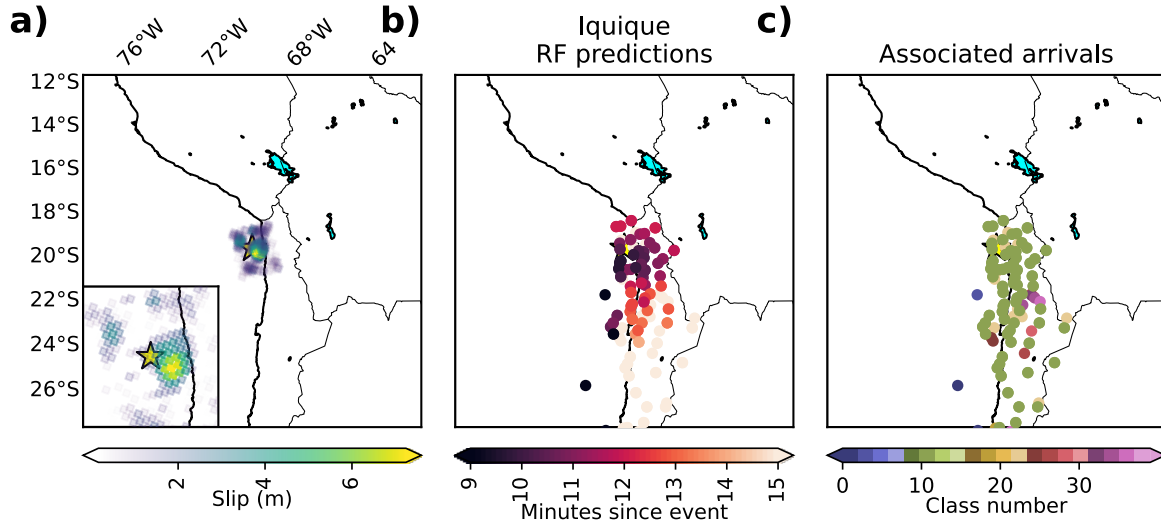 a)
76°W
72°W
68°W
64
12°S
14°S
16°S
18°S
20°S
22°S
24°S
26°S
2
4
6
Slip (m)
b)
Iquique
RF predictions
9
10
11
12
13
14
15
Minutes since event
c)
Associated arrivals
0
10
20
30
Class number